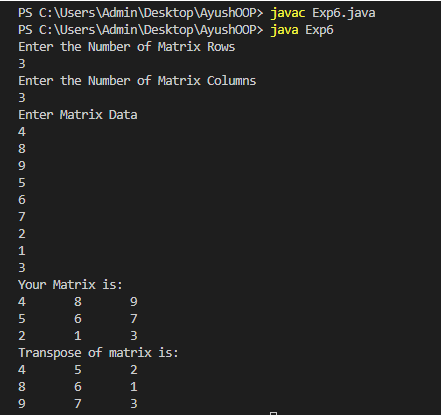 PS C:\Users\Admin\Desktop\AyushOOP> javac Exp6.java
PS C:\Users\Admin\Desktop\AyushOOP> java Exp6
Enter the Number of Matrix Rows
3
Enter the Number of Matrix Columns
3
Enter Matrix Data
4
8
9
5
6
7
2
1
3
Your Matrix is:
4 8 9
5 6 7
2 1 3
Transpose of matrix is:
4 5 2
8 6 1
9 7 3